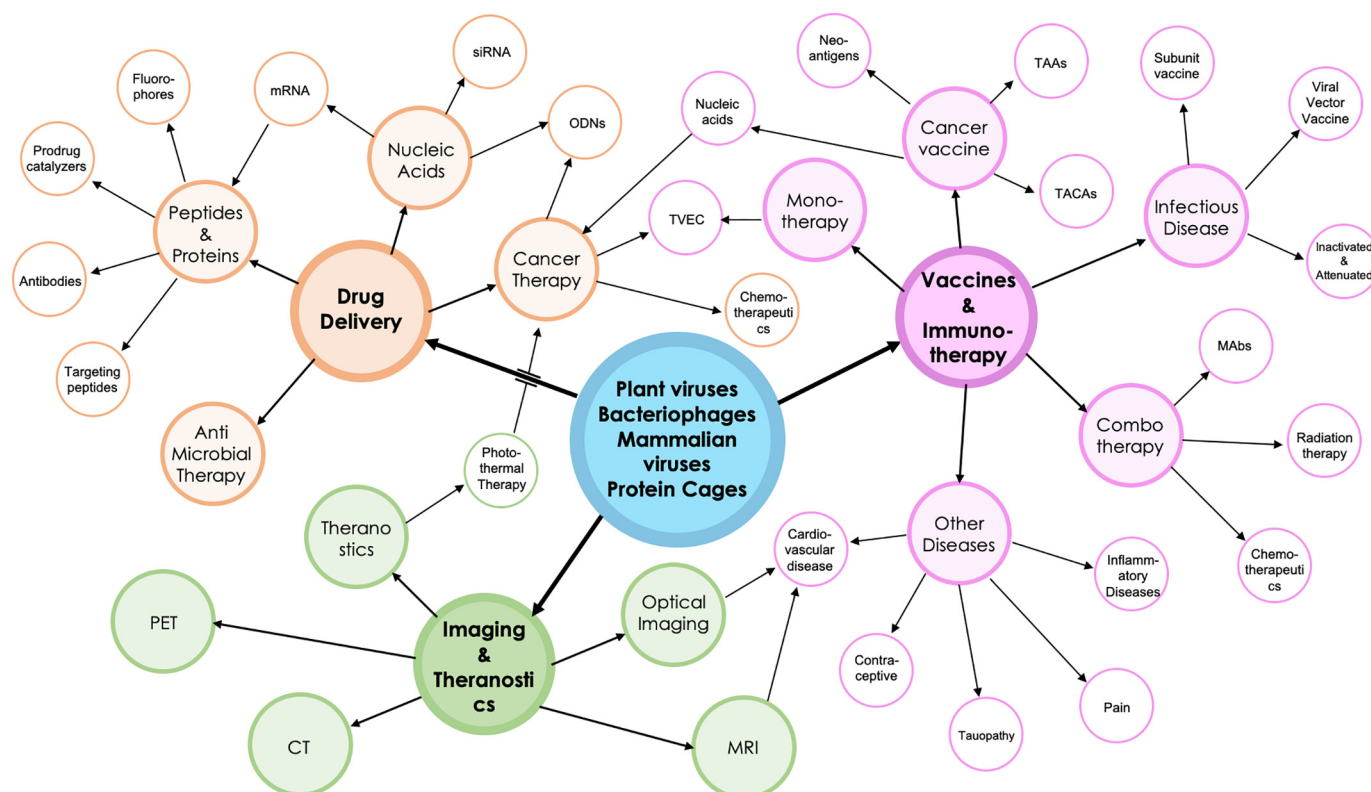 siRNA
Neo-
antigens
TAAs
Subunit
vaccine
Fluoro-
phores
mRNA
Viral
Vector
Vaccine
Nucleic
acids
ODNs
Cancer
vaccine
Nucleic
Acids
Prodrug
catalyzers
TACAs
Peptides
&
Proteins
Mono-
therapy
TVEC
Infectious
Disease
Inactivated
&
Attenuated
Cancer
Therapy
Antibodies
Drug
Delivery
Vaccines
&
Immuno-
therapy
Chemo-
therapeuti
cs
MAbs
Targeting
peptides
Plant viruses
Bacteriophages
Mammalian
viruses
Protein Cages
Combo
therapy
Radiation
therapy
Anti
Microbial
Therapy
Photo-
thermal
Therapy
Therano
stics
Other
Diseases
Cardio-
vascular
disease
Inflamm-
atory
Diseases
Chemo-
therapeuti
cs
Optical
Imaging
PET
Imaging
&
Theranosti
cs
Contra-
ceptive
Pain
Tauopathy
CT
MRI